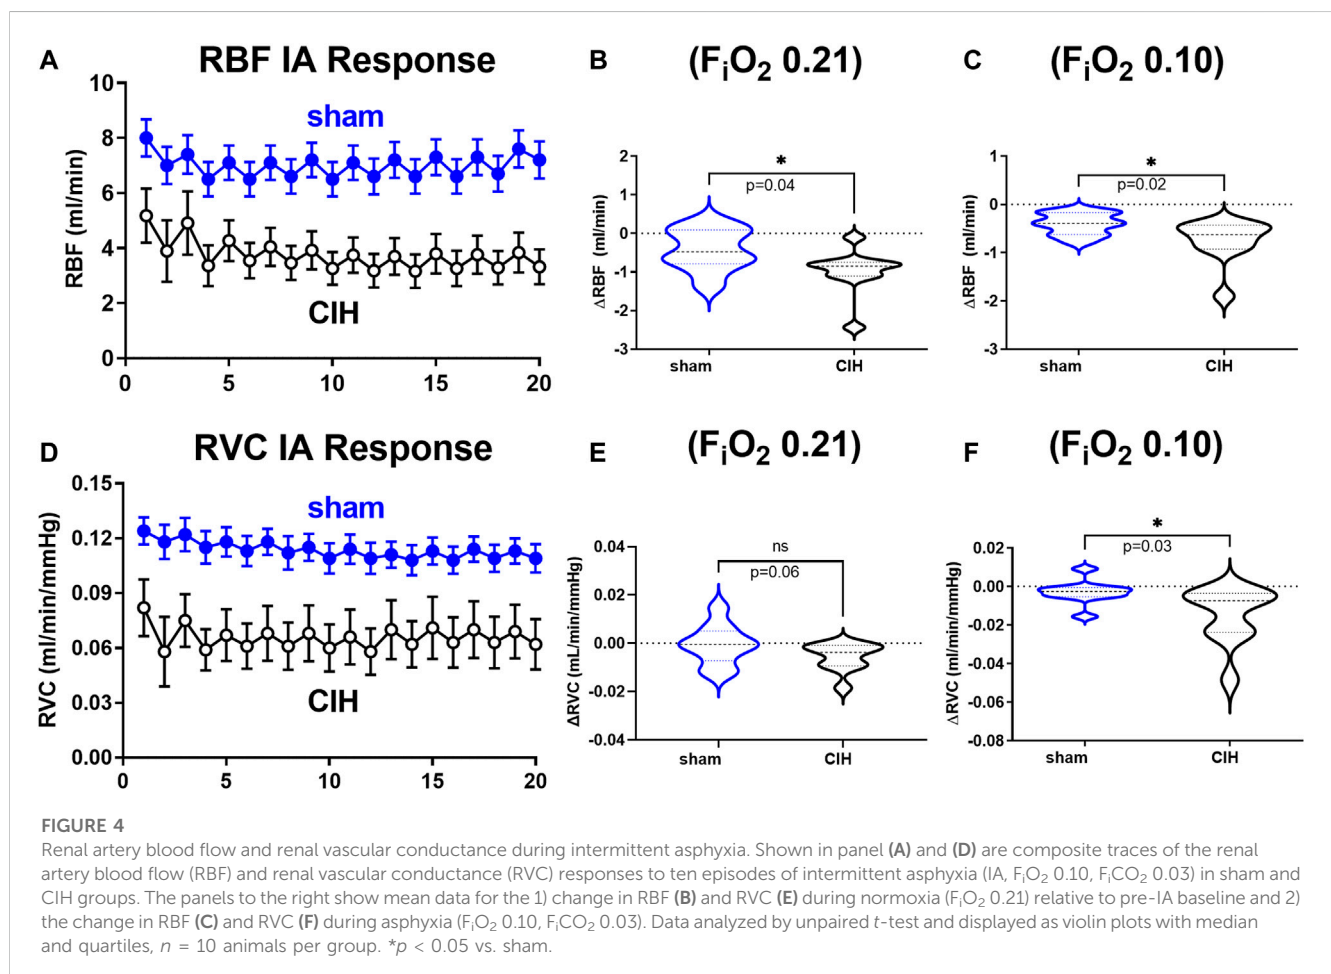 A
RBF IA Response
sham
CIH
RBF (ml/min)
10
8
6
4
2
0
0
5
10
15
20
B
(FiO2 0.21)
*
p=0.04
ΔRBF (ml/min)
2
1
0
-1
-2
-3
sham
CIH
C
(FiO2 0.10)
*
p=0.02
ΔRBF (ml/min)
1
0
-1
-2
-3
sham
CIH
D
RVC IA Response
sham
CIH
RVC (ml/min/mmHg)
0.15
0.12
0.09
0.06
0.03
0.00
0
5
10
15
20
E
(FiO2 0.21)
ns
p=0.06
ΔRVC (mL/min/mmHg)
0.04
0.02
0.00
-0.02
-0.04
sham
CIH
F
(FiO2 0.10)
*
p=0.03
ΔRVC (ml/min/mmHg)
0.02
0.00
-0.02
-0.04
-0.06
-0.08
sham
CIH
FIGURE 4
Renal artery blood flow and renal vascular conductance during intermittent asphyxia. Shown in panel (A) and (D) are composite traces of the renal
artery blood flow (RBF) and renal vascular conductance (RVC) responses to ten episodes of intermittent asphyxia (IA, FiO2 0.10, FiCO2 0.03) in sham and
CIH groups. The panels to the right show mean data for the 1) change in RBF (B) and RVC (E) during normoxia (FiO2 0.21) relative to pre-IA baseline and 2)
the change in RBF (C) and RVC (F) during asphyxia (FiO2 0.10, FiCO2 0.03). Data analyzed by unpaired t-test and displayed as violin plots with median
and quartiles, n = 10 animals per group. *p < 0.05 vs. sham.